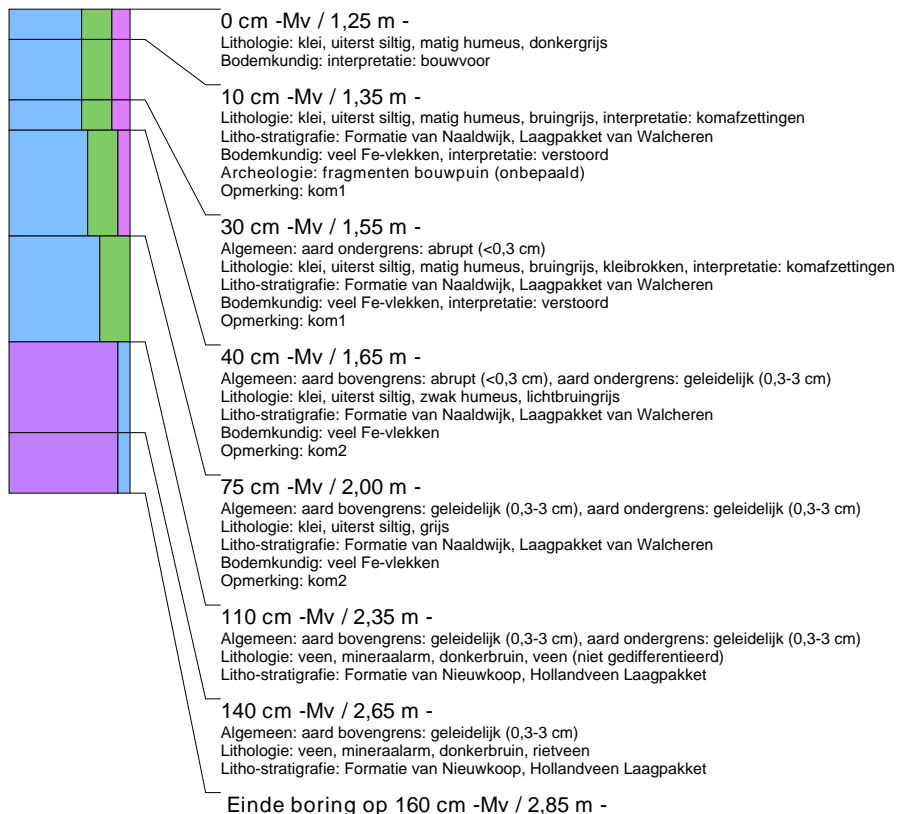 0 cm -Mv / 1,25 m -
Lithologie: klei, uiterst siltig, matig humeus, donkergrijs
Bodemkundig: interpretatie: bouwvoor
10 cm -Mv / 1,35 m -
Lithologie: klei, uiterst siltig, matig humeus, bruingrijs, interpretatie: komafzettingen
Litho-stratigrafie: Formatie van Naaldwijk, Laagpakket van Walcheren
Bodemkundig: veel Fe-vlekken, interpretatie: verstoord
Archeologie: fragmenten bouwpuin (onbepaald)
Opmerking: kom1
30 cm -Mv / 1,55 m -
Algemeen: aard ondergrens: abrupt (<0,3 cm)
Lithologie: klei, uiterst siltig, matig humeus, bruingrijs, kleibrokken, interpretatie: komafzettingen
Litho-stratigrafie: Formatie van Naaldwijk, Laagpakket van Walcheren
Bodemkundig: veel Fe-vlekken, interpretatie: verstoord
Opmerking: kom1
40 cm -Mv / 1,65 m -
Algemeen: aard bovengrens: abrupt (<0,3 cm), aard ondergrens: geleidelijk (0,3-3 cm)
Lithologie: klei, uiterst siltig, zwak humeus, lichtbruingrijs
Litho-stratigrafie: Formatie van Naaldwijk, Laagpakket van Walcheren
Bodemkundig: veel Fe-vlekken
Opmerking: kom2
75 cm -Mv / 2,00 m -
Algemeen: aard bovengrens: geleidelijk (0,3-3 cm), aard ondergrens: geleidelijk (0,3-3 cm)
Lithologie: klei, uiterst siltig, grijs
Litho-stratigrafie: Formatie van Naaldwijk, Laagpakket van Walcheren
Bodemkundig: veel Fe-vlekken
Opmerking: kom2
110 cm -Mv / 2,35 m -
Algemeen: aard bovengrens: geleidelijk (0,3-3 cm), aard ondergrens: geleidelijk (0,3-3 cm)
Lithologie: veen, mineraalarm, donkerbruin, veen (niet gedifferentieerd)
Litho-stratigrafie: Formatie van Nieuwkoop, Hollandveen Laagpakket
140 cm -Mv / 2,65 m -
Algemeen: aard bovengrens: geleidelijk (0,3-3 cm)
Lithologie: veen, mineraalarm, donkerbruin, rietveen
Litho-stratigrafie: Formatie van Nieuwkoop, Hollandveen Laagpakket
Einde boring op 160 cm -Mv / 2,85 m -